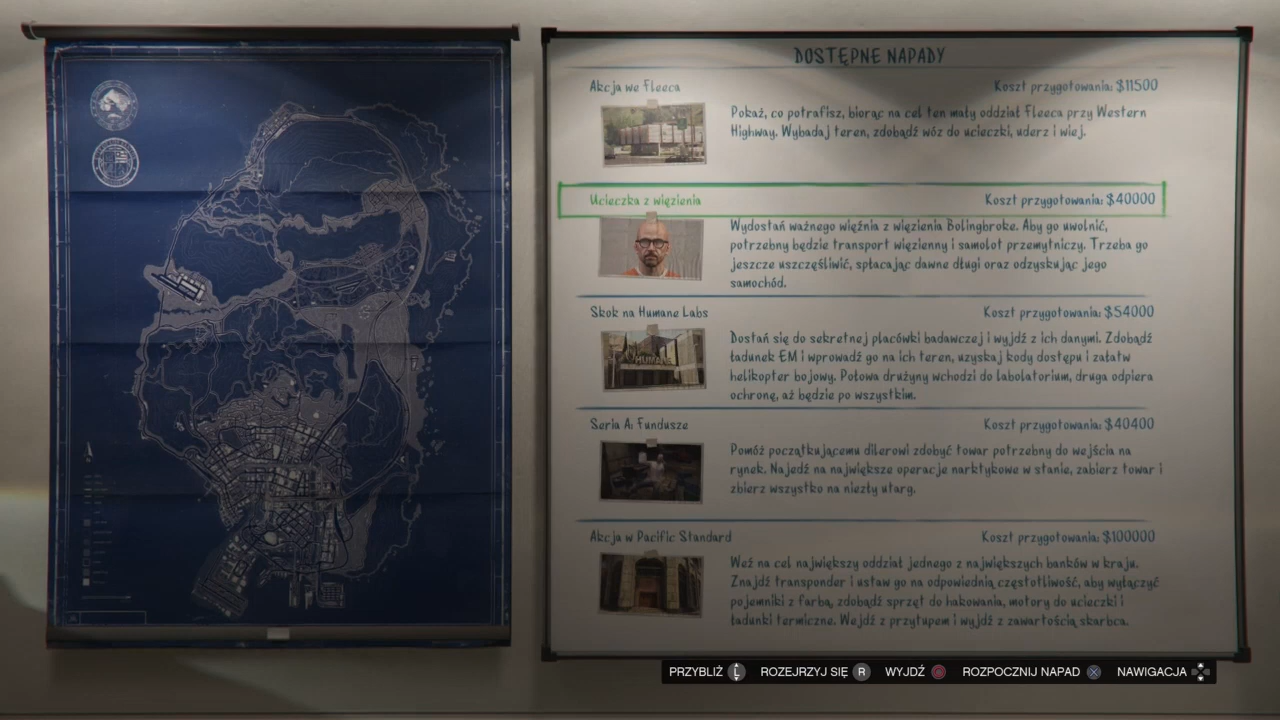 DOSTĘPNE NAPADY
Akcja we Fleeca
Koszt przygotowania: $11500
Pokaż, co potrafisz, biorąc na cel ten mały oddział Fleeca przy Western
Highway. Wybadaj teren, zdobądź wóz do ucieczki, uderz i wiej.
Ucieczka z więzienia
Koszt przygotowania: $40000
Wydostań ważnego więźnia z więzienia Bolingbroke. Aby go uwolnić,
potrzebny będzie transport więzienny i samolot przemytniczy. Trzeba go
jeszcze uszczęśliwić, spłacając dawne długi oraz odzyskując jego
samochód.
Skok na Humane Labs
Koszt przygotowania: $54000
Dostań się do sekretnej placówki badawczej i wyjdź z ich danymi. Zdobądź
ładunek EM i wprowadź go na ich teren, uzyskaj kody dostępu i załatw
helikopter bojowy. Połowa drużyny wchodzi do labolatorium, druga odpiera
ochronę, aż będzie po wszystkim.
HUMANE
Seria A: Fundusze
Koszt przygotowania: $40400
Pomóż początkującemu dilerowi zdobyć towar potrzebny do wejścia na
rynek. Najedź na największe operacje narktykowe w stanie, zabierz towar i
zbierz wszystko na niezły utarg.
Akcja w Pacific Standard
Koszt przygotowania: $100000
Weź na cel największy oddział jednego z największych banków w kraju.
Znajdź transponder i ustaw go na odpowiednią częstotliwość, aby wyłączyć
pojemniki z farbą, zdobądź sprzęt do hakowania, motory do ucieczki i
ładunki termiczne. Wejdź z przytupem i wyjdź z zawartością skarbca.
PRZYBLIŻ L ROZEJRZYJ SIĘ R WYJDŹ ROZPOCZNIJ NAPAD NAWIGACJA